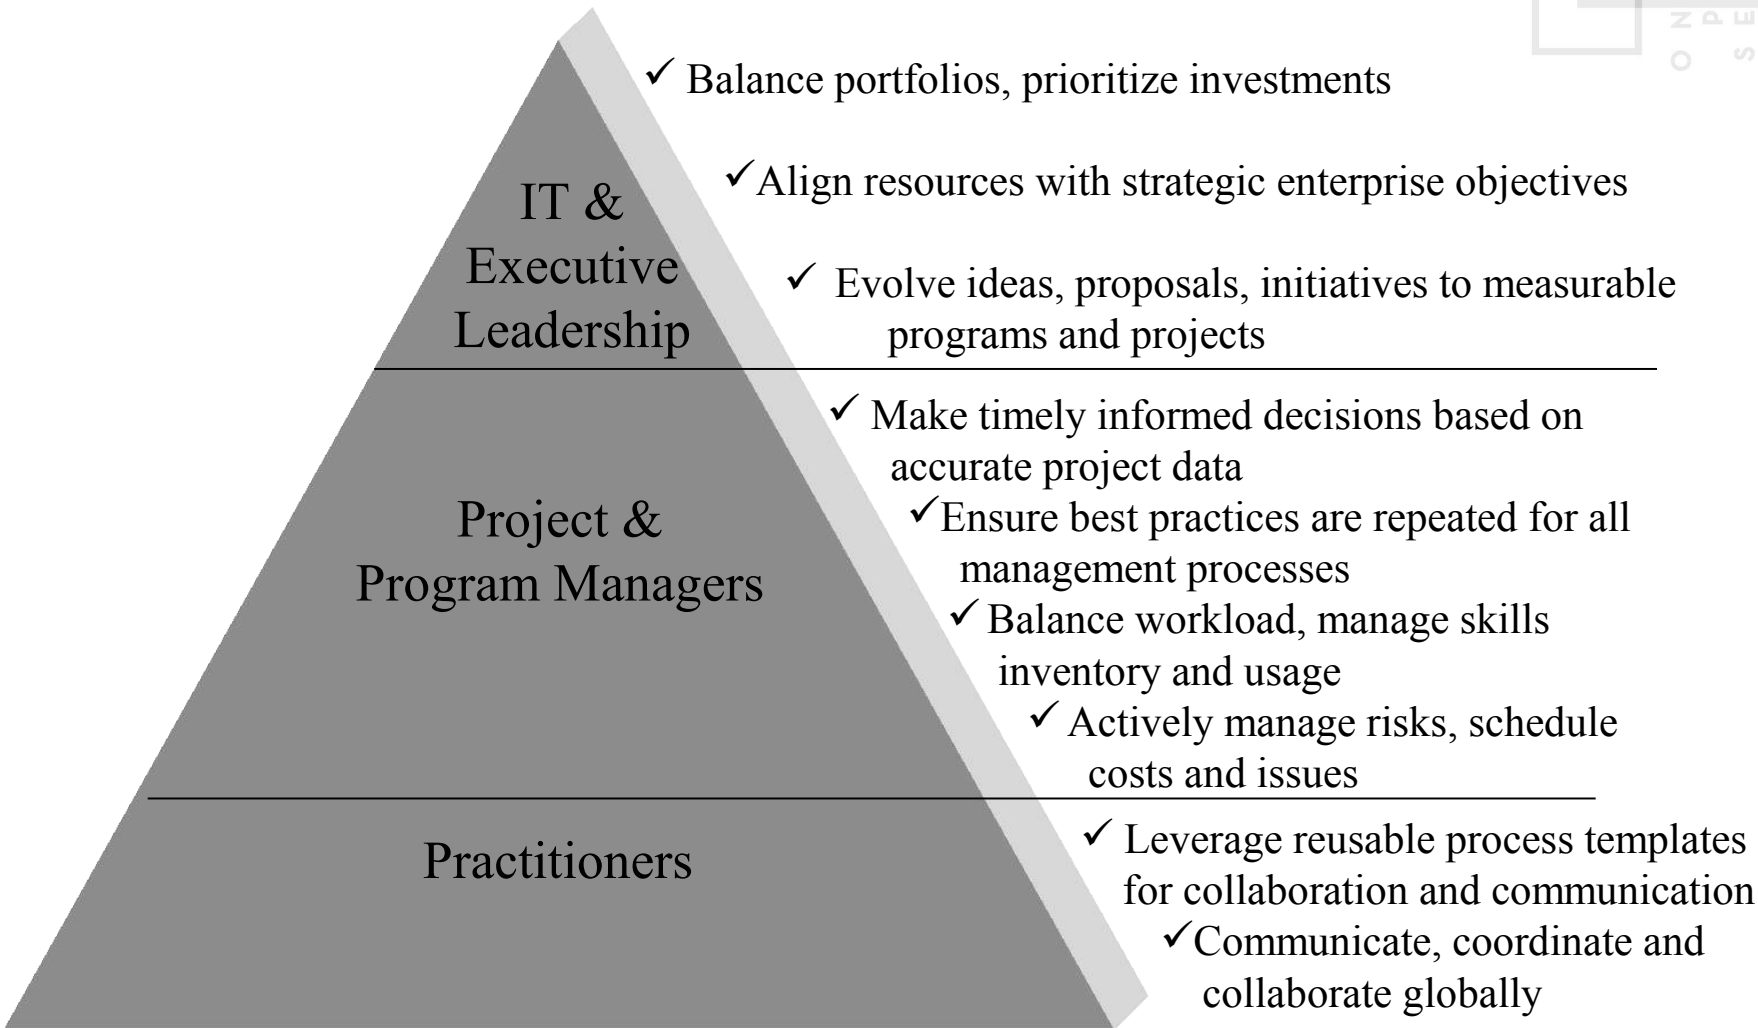 ✓ Balance portfolios, prioritize investments
✓Align resources with strategic enterprise objectives
✓ Evolve ideas, proposals, initiatives to measurable
programs and projects
IT &
Executive
Leadership
✓ Make timely informed decisions based on
accurate project data
✓Ensure best practices are repeated for all
management processes
✓ Balance workload, manage skills
inventory and usage
✓ Actively manage risks, schedule
costs and issues
Project &
Program Managers
✓ Leverage reusable process templates
for collaboration and communication
✓Communicate, coordinate and
collaborate globally
Practitioners